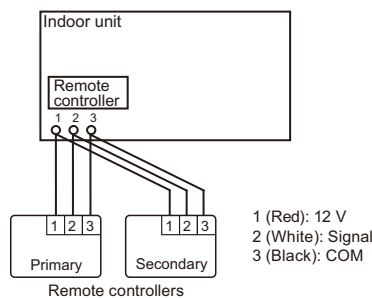 Indoor unit
Remote
controller
1 2 3
1 2 3
1 2 3
Primary
Secondary
1 (Red): 12 V
2 (White): Signal
3 (Black): COM
Remote controllers